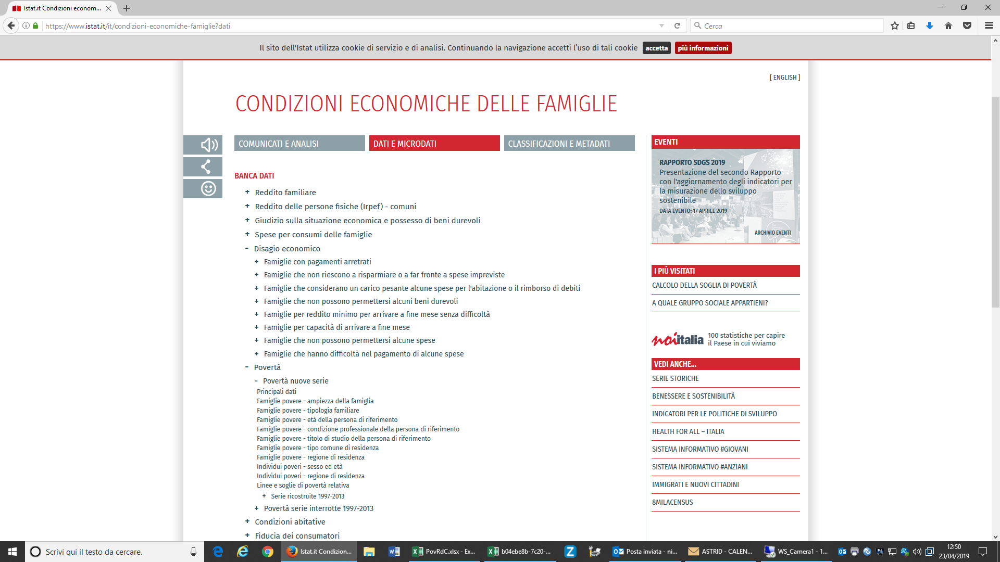 Istat.it Condizioni econom...
https://www.istat.it/it/condizioni-economiche-famiglie?dati
Cerca
Il sito dell'Istat utilizza cookie di servizio e di analisi. Continuando la navigazione accetti l'uso di tali cookie accetta più informazioni
[ ENGLISH ]
CONDIZIONI ECONOMICHE DELLE FAMIGLIE
COMUNICATI E ANALISI
DATI E MICRODATI
CLASSIFICAZIONI E METADATI
BANCA DATI
+ Reddito familiare
+ Reddito delle persone fisiche (Irpef) - comuni
+ Giudizio sulla situazione economica e possesso di beni durevoli
+ Spese per consumi delle famiglie
- Disagio economico
+ Famiglie con pagamenti arretrati
+ Famiglie che non riescono a risparmiare o a far fronte a spese impreviste
+ Famiglie che considerano un carico pesante alcune spese per l'abitazione o il rimborso di debiti
+ Famiglie che non possono permettersi alcuni beni durevoli
+ Famiglie per reddito minimo per arrivare a fine mese senza difficoltà
+ Famiglie per capacità di arrivare a fine mese
+ Famiglie che non possono permettersi alcune spese
+ Famiglie che hanno difficoltà nel pagamento di alcune spese
- Povertà
- Povertà nuove serie
Principali dati
Famiglie povere - ampiezza della famiglia
Famiglie povere - tipologia familiare
Famiglie povere - età della persona di riferimento
Famiglie povere - condizione professionale della persona di riferimento
Famiglie povere - titolo di studio della persona di riferimento
Famiglie povere - tipo comune di residenza
Famiglie povere - regione di residenza
Individui poveri - sesso ed età
Individui poveri - regione di residenza
Linee e soglie di povertà relativa
+ Serie ricostruite 1997-2013
+ Povertà serie interrotte 1997-2013
+ Condizioni abitative
+ Fiducia dei consumatori
EVENTI
RAPPORTO SDGS 2019
Presentazione del secondo Rapporto
con l'aggiornamento degli indicatori per
la misurazione dello sviluppo
sostenibile
DATA EVENTO: 17 APRILE 2019
ARCHIVIO EVENTI
I PIÙ VISITATI
CALCOLO DELLA SOGLIA DI POVERTÀ
A QUALE GRUPPO SOCIALE APPARTIENI?
noiitalia 100 statistiche per capire
il Paese in cui viviamo
VEDI ANCHE...
SERIE STORICHE
BENESSERE E SOSTENIBILITÀ
INDICATORI PER LE POLITICHE DI SVILUPPO
HEALTH FOR ALL – ITALIA
SISTEMA INFORMATIVO #GIOVANI
SISTEMA INFORMATIVO #ANZIANI
IMMIGRATI E NUOVI CITTADINI
8MILACENSUS
Scrivi qui il testo da cercare.
Istat.it Condizion...
PovRdC.xlsx - Ex...
b04ebe8b-7c20-...
Posta inviata - ni...
ASTRID - CALEN...
WS_Camera1 - 1...
12:50
23/04/2019